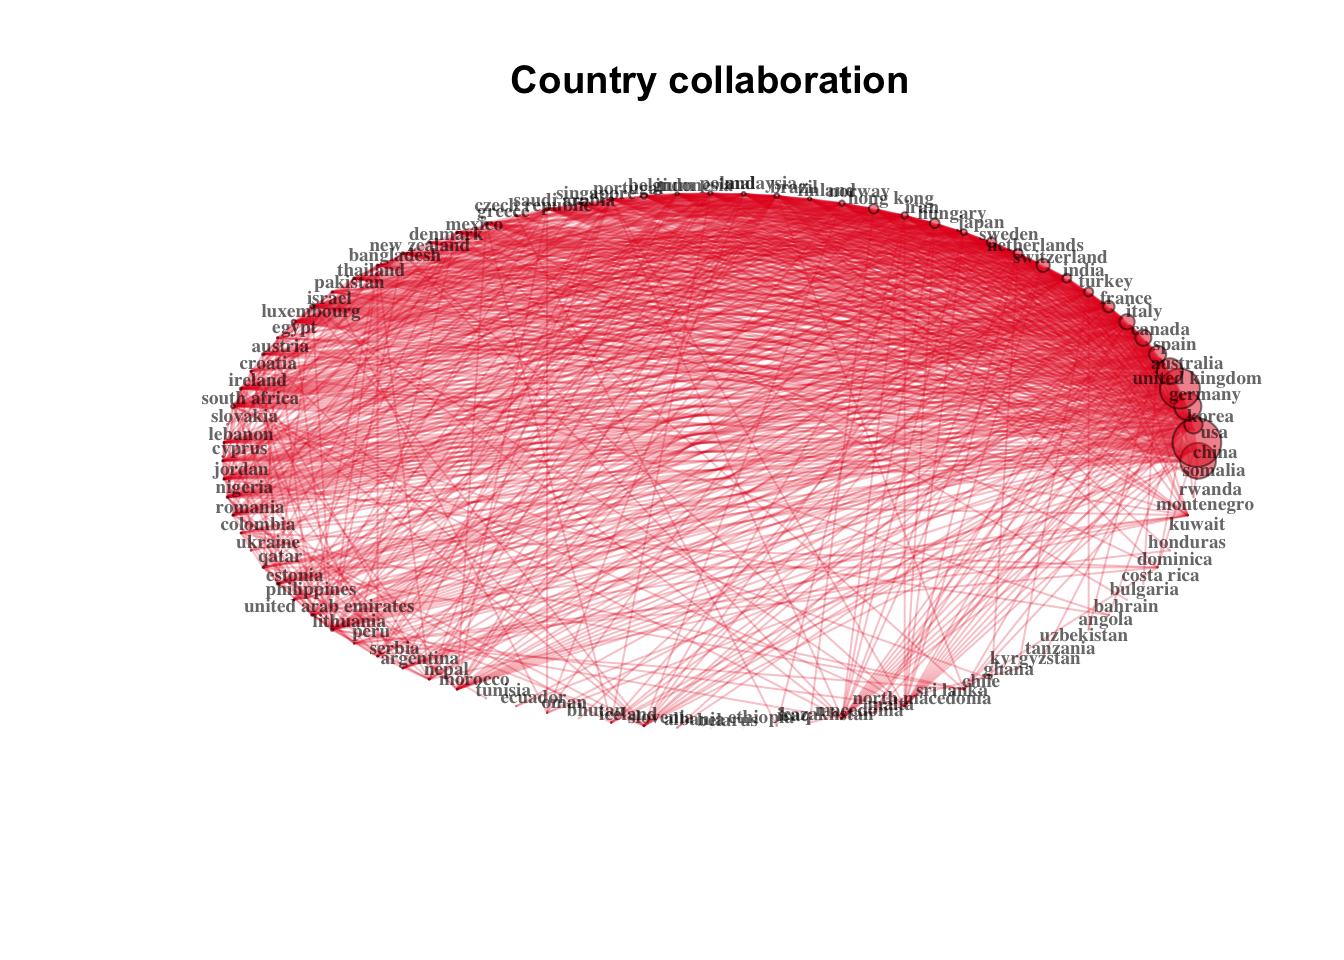 Country collaboration
belgium
indonesia
poland
malaysia
brazil
finland
norway
portugal
singapore
hong kong
saudi arabia
iran
czech republic
greece
hungary
mexico
japan
denmark
sweden
new zealand
netherlands
bangladesh
switzerland
thailand
india
pakistan
turkey
israel
france
luxembourg
italy
egypt
canada
austria
spain
croatia
australia
ireland
united kingdom
south africa
germany
slovakia
korea
lebanon
usa
cyprus
china
jordan
somalia
nigeria
rwanda
romania
montenegro
colombia
kuwait
ukraine
honduras
qatar
dominica
estonia
costa rica
philippines
bulgaria
united arab emirates
bahrain
lithuania
angola
peru
uzbekistan
serbia
tanzania
argentina
kyrgyzstan
nepal
ghana
morocco
chile
tunisia
sri lanka
ecuador
north macedonia
oman
malta
bhutan
macedonia
iceland
kazakhstan
slovenia
iraq
albania
ethiopia
belarus